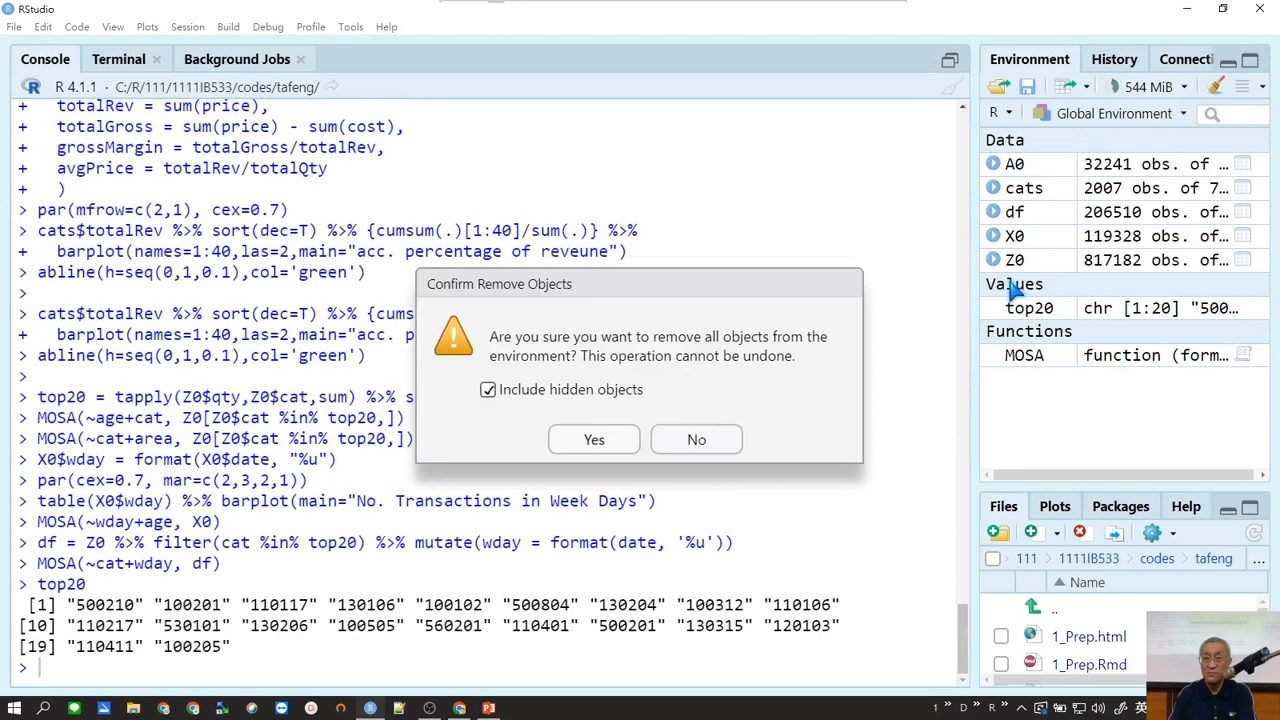 RStudio
File Edit Code View Plots Session Build Debug Profile Tools Help
Console Terminal Background Jobs
R 4.1.1 · C:/R/111/1111IB533/codes/tafeng/
+ totalRev = sum(price),
+ totalGross = sum(price) - sum(cost),
+ grossMargin = totalGross/totalRev,
+ avgPrice = totalRev/totalQty
+ )
> par(mfrow=c(2,1), cex=0.7)
> cats$totalRev %>% sort(dec=T) %>% {cumsum(.)[1:40]/sum(.)} %>%
+ barplot(names=1:40,las=2,main="acc. percentage of reveune")
> abline(h=seq(0,1,0.1),col='green')
>
> cats$totalRev %>% sort(dec=T) %>% {cums
+ barplot(names=1:40,las=2,main="acc. p
> abline(h=seq(0,1,0.1),col='green')
>
> top20 = tapply(Z0$qty,Z0$cat,sum) %>% s
> MOSA(~age+cat, Z0[Z0$cat %in% top20,])
> MOSA(~cat+area, Z0[Z0$cat %in% top20,])
> X0$wday = format(X0$date, "%u")
> par(cex=0.7, mar=c(2,3,2,1))
> table(X0$wday) %>% barplot(main="No. Transactions in Week Days")
> MOSA(~wday+age, X0)
> df = Z0 %>% filter(cat %in% top20) %>% mutate(wday = format(date, '%u'))
> MOSA(~cat+wday, df)
> top20
[1] "500210" "100201" "110117" "130106" "100102" "500804" "130204" "100312" "110106"
[10] "110217" "530101" "130206" "100505" "560201" "110401" "500201" "130315" "120103"
[19] "110411" "100205"
>
Confirm Remove Objects
Are you sure you want to remove all objects from the
environment? This operation cannot be undone.
Include hidden objects
Yes No
Environment History Connecti
544 MiB
R Global Environment
Data
A0 32241 obs. of …
cats 2007 obs. of 7…
df 206510 obs. of…
X0 119328 obs. of…
Z0 817182 obs. of…
Values
top20 chr [1:20] "500…
Functions
MOSA function (form…
Files Plots Packages Help
111 1111IB533 codes tafeng …
Name
..
1_Prep.html
1_Prep.Rmd
1 D R 英